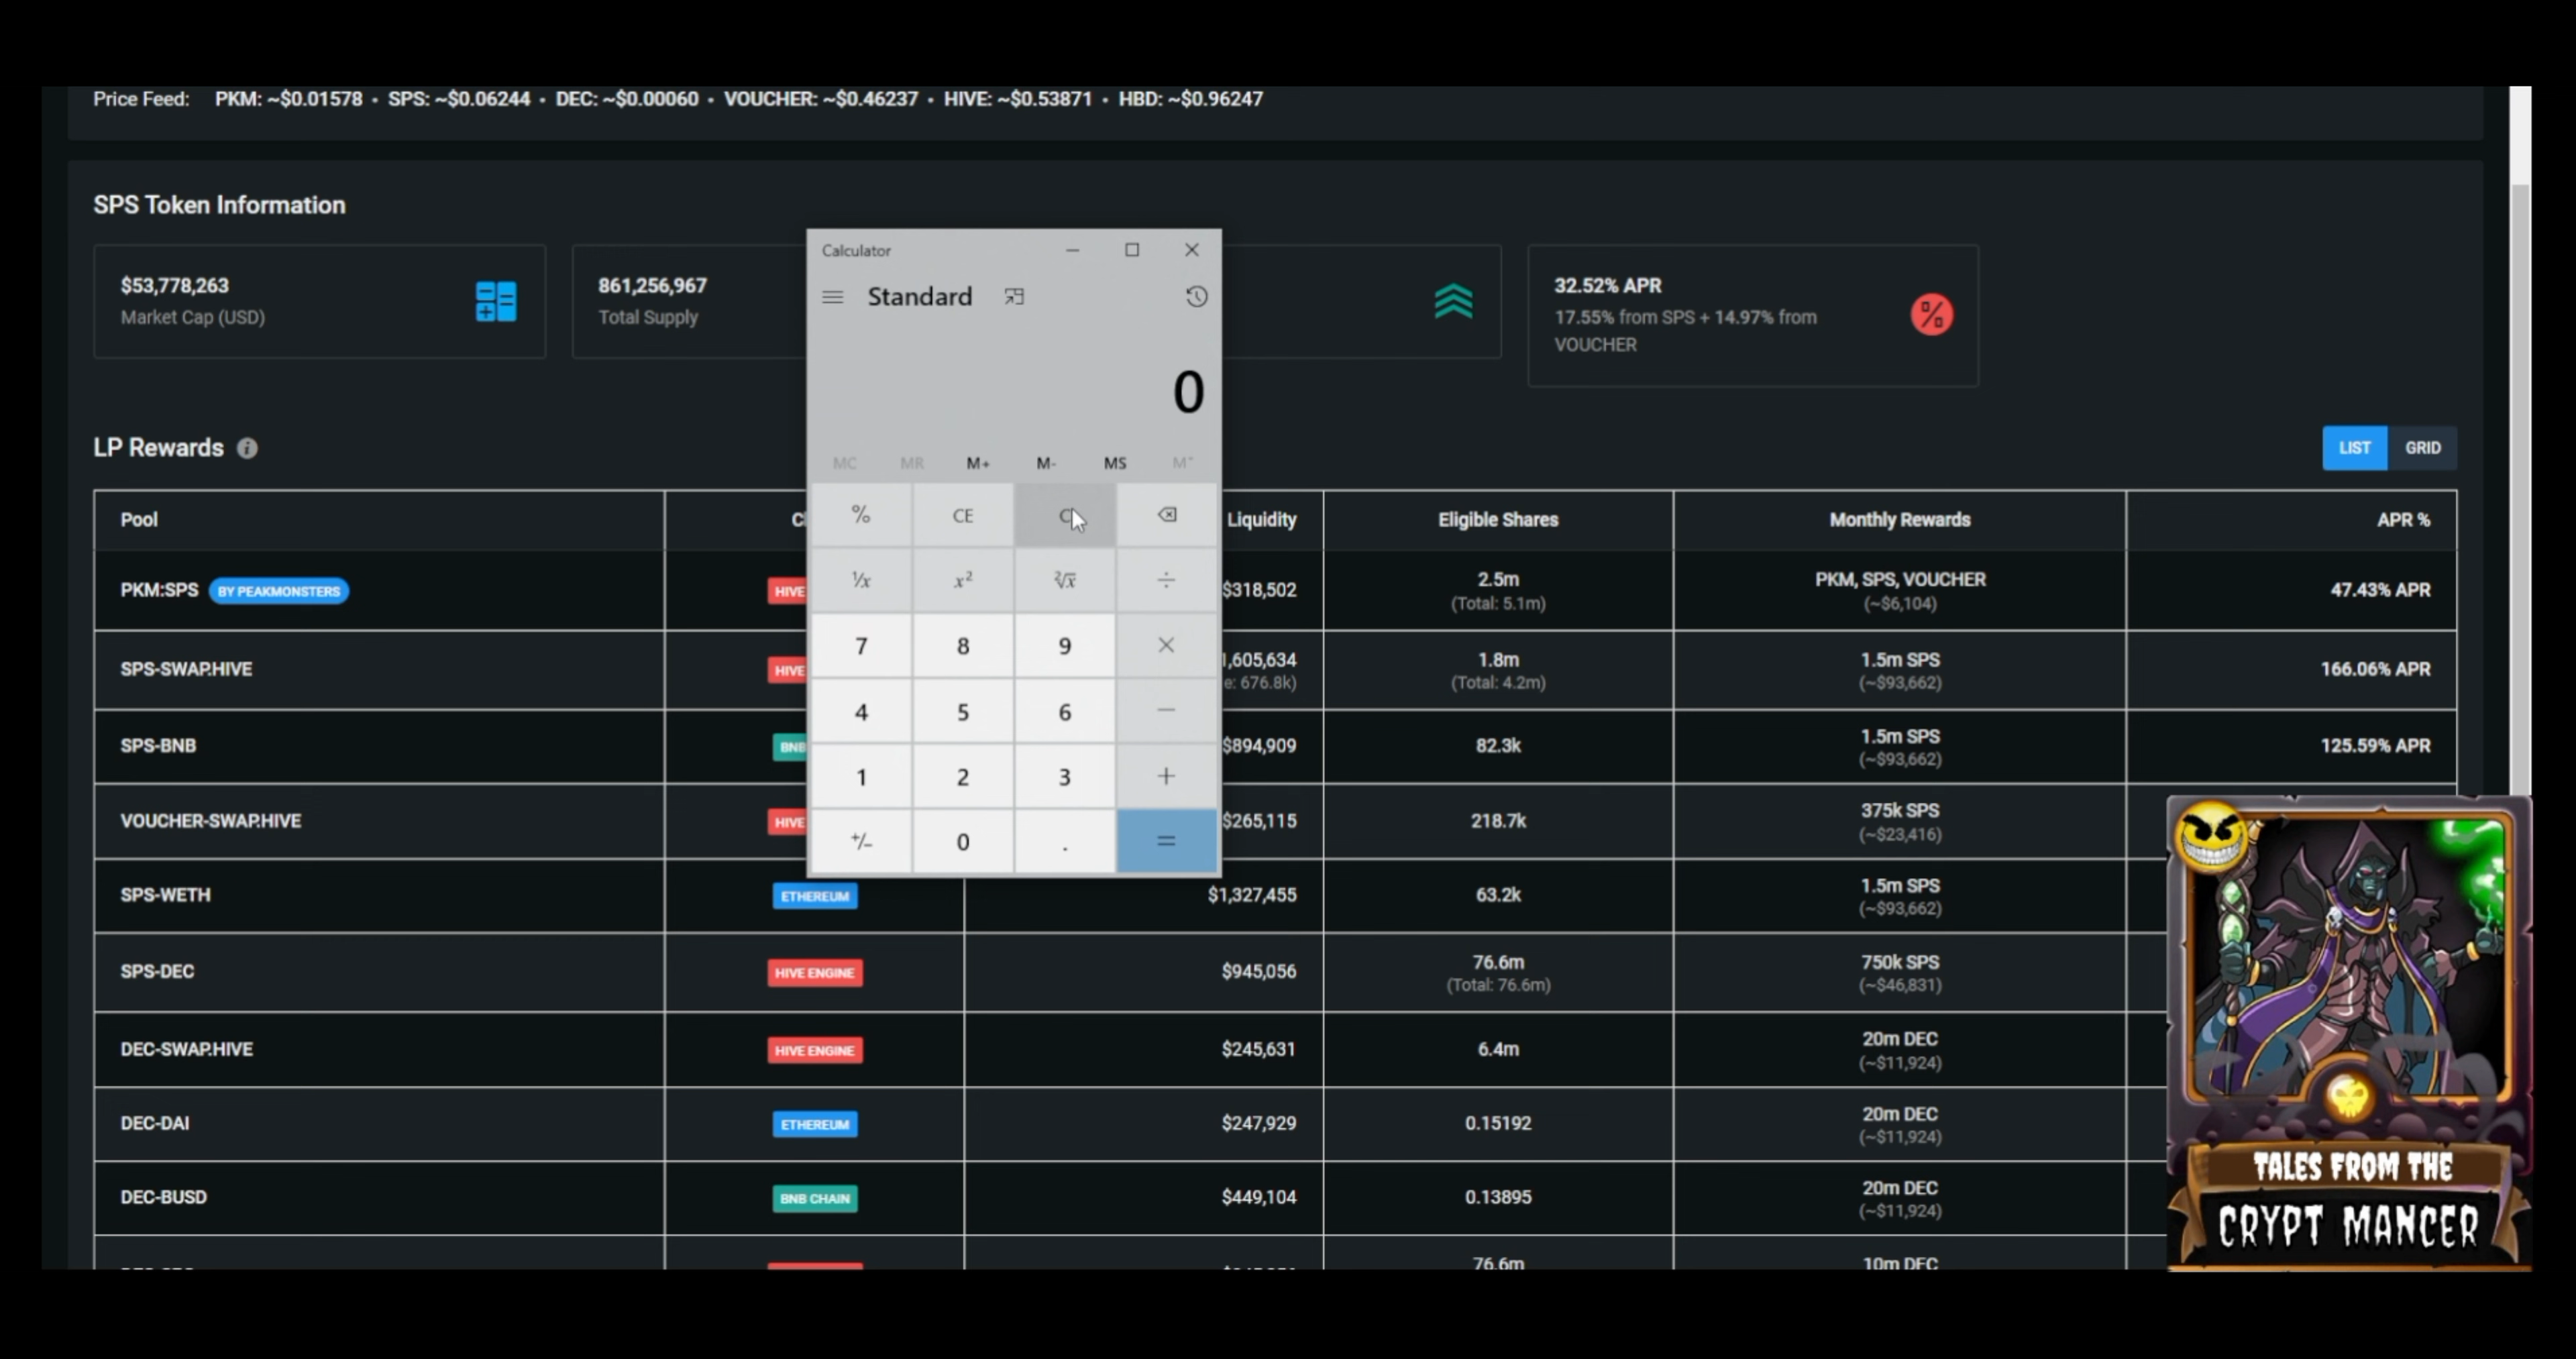 Price Feed: PKM: ~$0.01578 • SPS: ~$0.06244 • DEC: ~$0.00060 • VOUCHER: ~$0.46237 • HIVE: ~$0.53871 • HBD: ~$0.96247
SPS Token Information
$53,778,263
Market Cap (USD)
861,256,967
Total Supply
32.52% APR
17.55% from SPS + 14.97% from
VOUCHER
Calculator
Standard
0
MC MR M+ M- MS
% CE C
1/x x² ²√x ÷
7 8 9 ×
4 5 6 −
1 2 3 +
+/− 0 . =
LP Rewards
LIST GRID
Pool Liquidity Eligible Shares Monthly Rewards APR %
PKM:SPS BY PEAKMONSTERS HIVE $318,502 2.5m PKM, SPS, VOUCHER 47.43% APR
(Total: 5.1m) (~$6,104)
SPS-SWAP.HIVE HIVE 1,605,634 1.8m 1.5m SPS 166.06% APR
e: 676.8k) (Total: 4.2m) (~$93,662)
SPS-BNB BNB $894,909 82.3k 1.5m SPS 125.59% APR
(~$93,662)
VOUCHER-SWAP.HIVE HIVE $265,115 218.7k 375k SPS
(~$23,416)
SPS-WETH ETHEREUM $1,327,455 63.2k 1.5m SPS
(~$93,662)
SPS-DEC HIVE ENGINE $945,056 76.6m 750k SPS
(Total: 76.6m) (~$46,831)
DEC-SWAP.HIVE HIVE ENGINE $245,631 6.4m 20m DEC
(~$11,924)
DEC-DAI ETHEREUM $247,929 0.15192 20m DEC
(~$11,924)
DEC-BUSD BNB CHAIN $449,104 0.13895 20m DEC
(~$11,924)
76.6m 10m DEC
TALES FROM THE
CRYPT MANCER